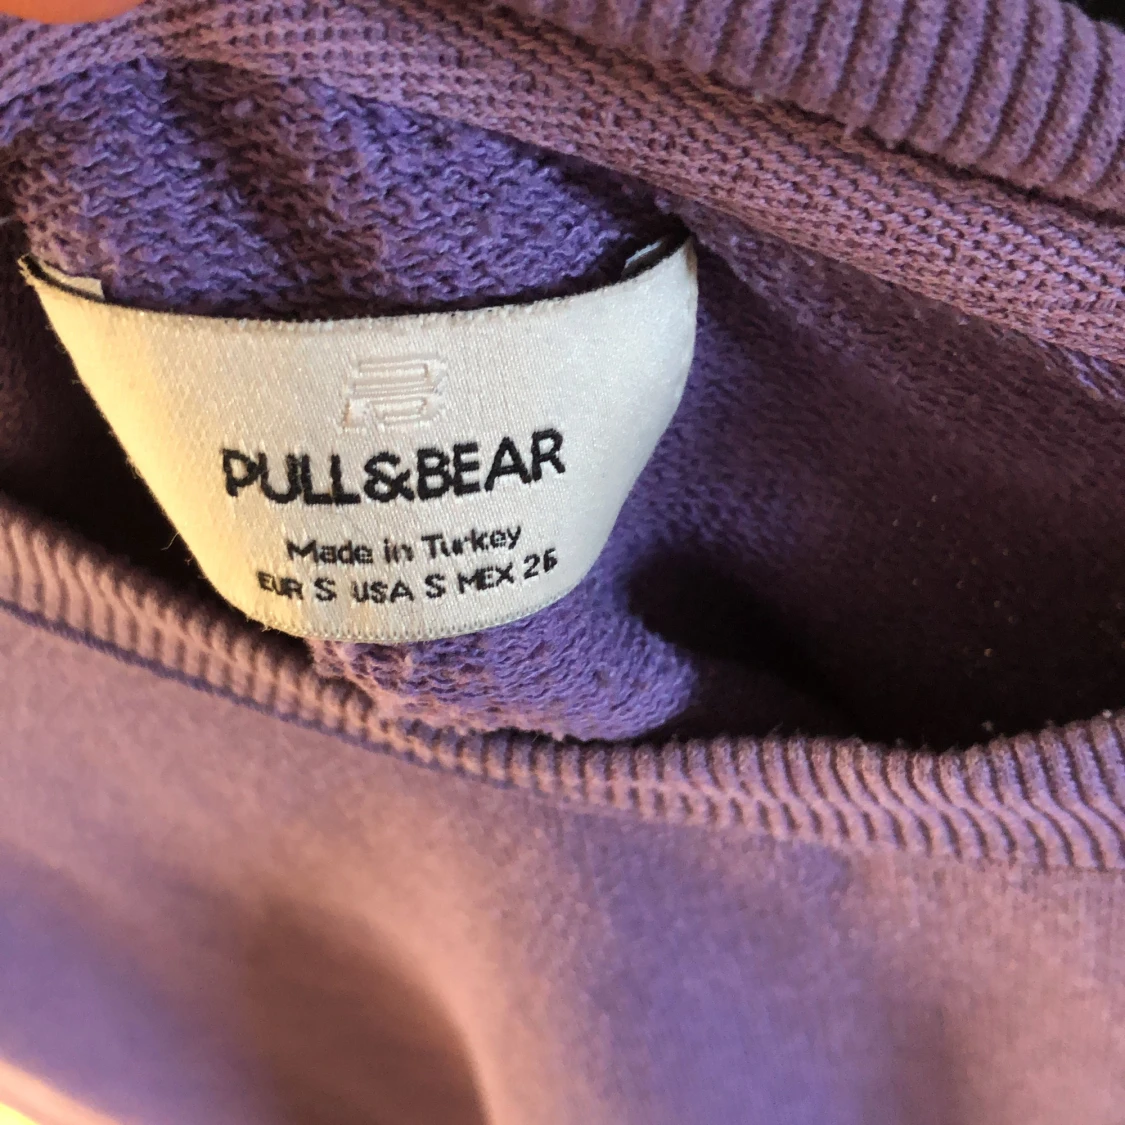 PULL&BEAR
Made in Turkey
EUR S USA S MEX 26